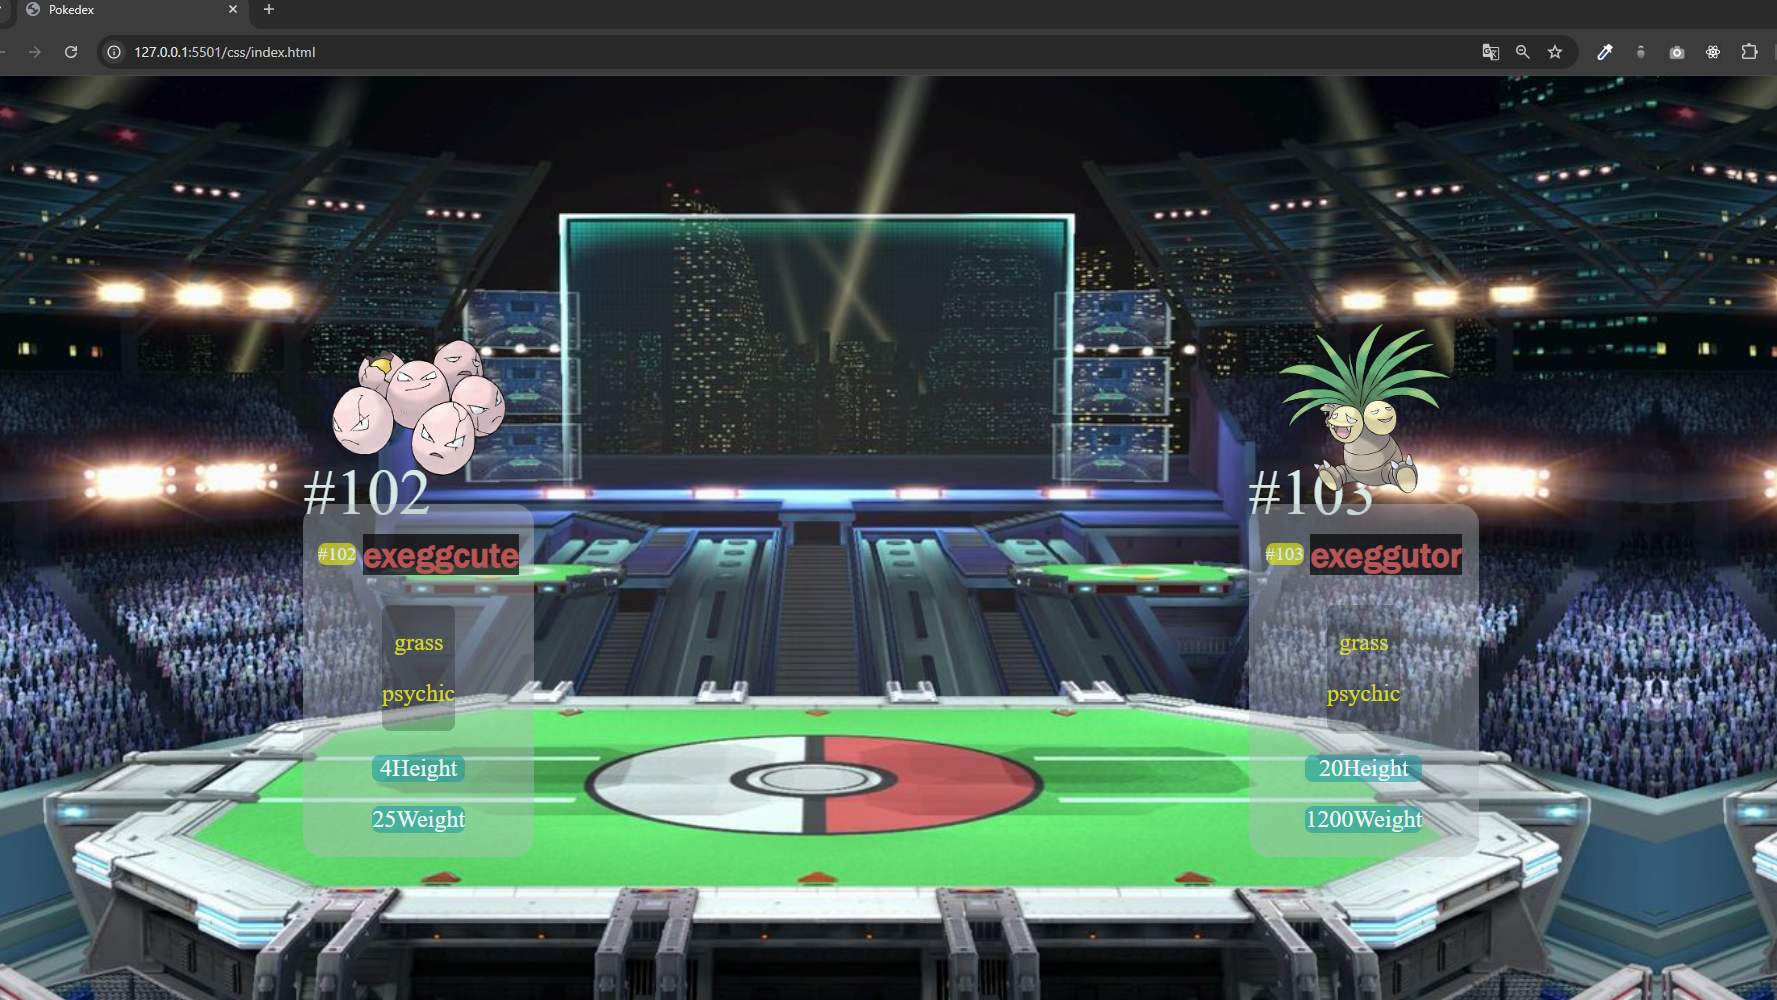 Pokedex
127.0.0.1:5501/css/index.html
#102
#102 exeggcute
grass
psychic
4Height
25Weight
#103
#103 exeggutor
grass
psychic
20Height
1200Weight